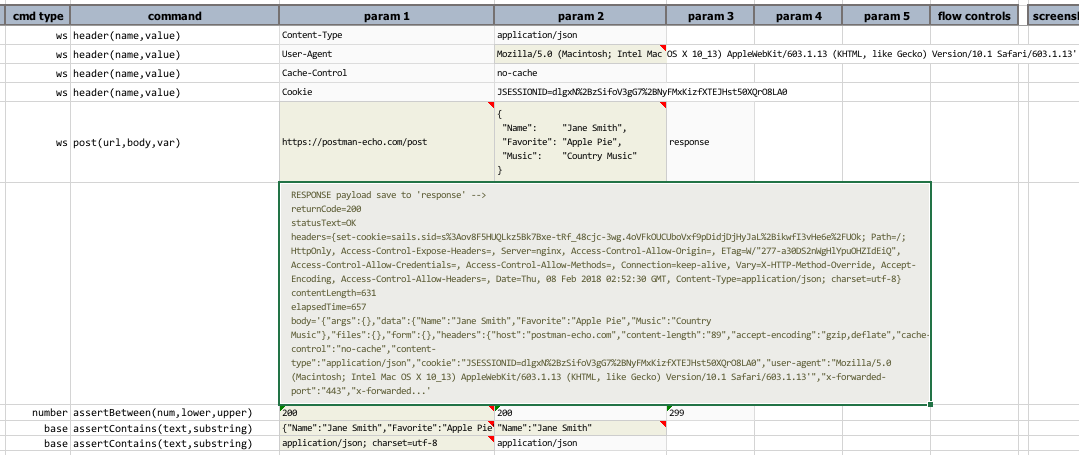 cmd type command param 1 param 2 param 3 param 4 param 5 flow controls screensh
ws header(name,value) Content-Type application/json
ws header(name,value) User-Agent Mozilla/5.0 (Macintosh; Intel Mac OS X 10_13) AppleWebKit/603.1.13 (KHTML, like Gecko) Version/10.1 Safari/603.1.13'
ws header(name,value) Cache-Control no-cache
ws header(name,value) Cookie JSESSIONID=dlgxN%2BzSifoV3gG7%2BNyFMxKizfXTEJHst50XQrO8LA0
ws post(url,body,var) https://postman-echo.com/post
{
"Name": "Jane Smith",
"Favorite": "Apple Pie",
"Music": "Country Music"
}
response
RESPONSE payload save to 'response' -->
returnCode=200
statusText=OK
headers={set-cookie=sails.sid=s%3Aov8F5HUQLkz5Bk7Bxe-tRf_48cjc-3wg.4oVFkOUCUboVxf9pDidjDjHyJaL%2BikwfI3vHe6e%2FUOk; Path=/;
HttpOnly, Access-Control-Expose-Headers=, Server=nginx, Access-Control-Allow-Origin=, ETag=W/"277-a30DS2nWgHlYpuOHZIdEiQ",
Access-Control-Allow-Credentials=, Access-Control-Allow-Methods=, Connection=keep-alive, Vary=X-HTTP-Method-Override, Accept-
Encoding, Access-Control-Allow-Headers=, Date=Thu, 08 Feb 2018 02:52:30 GMT, Content-Type=application/json; charset=utf-8}
contentLength=631
elapsedTime=657
body='{"args":{},"data":{"Name":"Jane Smith","Favorite":"Apple Pie","Music":"Country
Music"},"files":{},"form":{},"headers":{"host":"postman-echo.com","content-length":"89","accept-encoding":"gzip,deflate","cache-
control":"no-cache","content-
type":"application/json","cookie":"JSESSIONID=dlgxN%2BzSifoV3gG7%2BNyFMxKizfXTEJHst50XQrO8LA0","user-agent":"Mozilla/5.0
(Macintosh; Intel Mac OS X 10_13) AppleWebKit/603.1.13 (KHTML, like Gecko) Version/10.1 Safari/603.1.13'","x-forwarded-
port":"443","x-forward...'
number assertBetween(num,lower,upper) 200 200 299
base assertContains(text,substring) {"Name":"Jane Smith","Favorite":"Apple Pie "Name":"Jane Smith"
base assertContains(text,substring) application/json; charset=utf-8 application/json